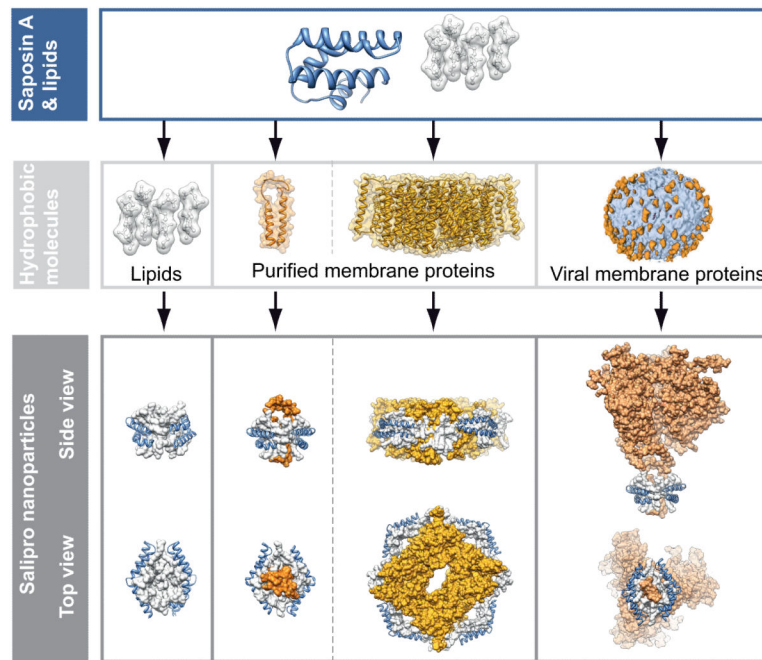 Saposin A
& lipids
Hydrophobic
molecules
Lipids
Purified membrane proteins
Viral membrane proteins
Salipro nanoparticles
Side view
Top view